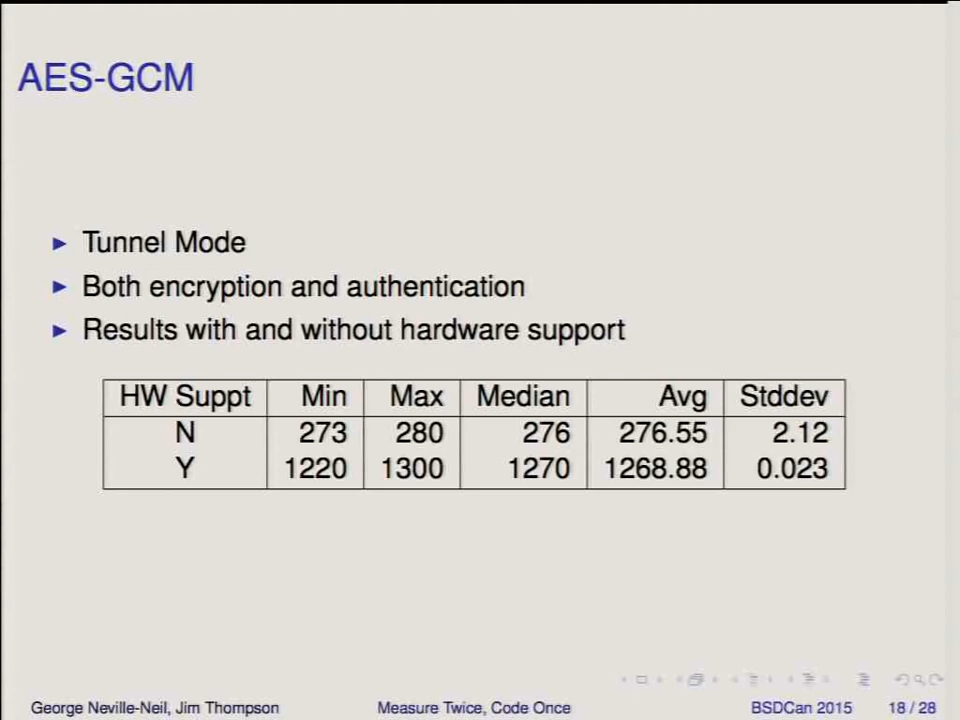 AES-GCM
Tunnel Mode
Both encryption and authentication
Results with and without hardware support
HW Suppt Min Max Median Avg Stddev
N 273 280 276 276.55 2.12
Y 1220 1300 1270 1268.88 0.023
George Neville-Neil, Jim Thompson Measure Twice, Code Once BSDCan 2015 18 / 28